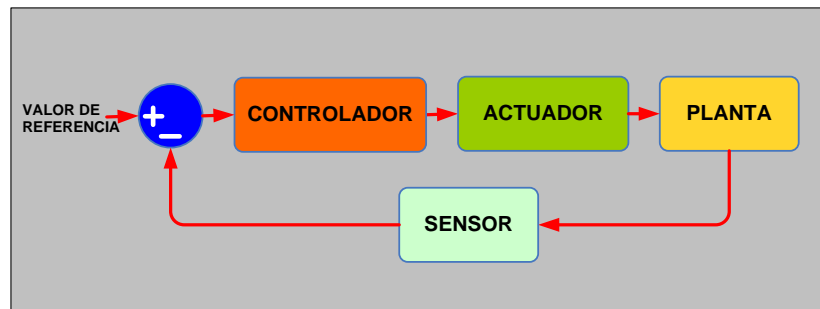 VALOR DE
REFERENCIA
+
−
CONTROLADOR
ACTUADOR
PLANTA
SENSOR